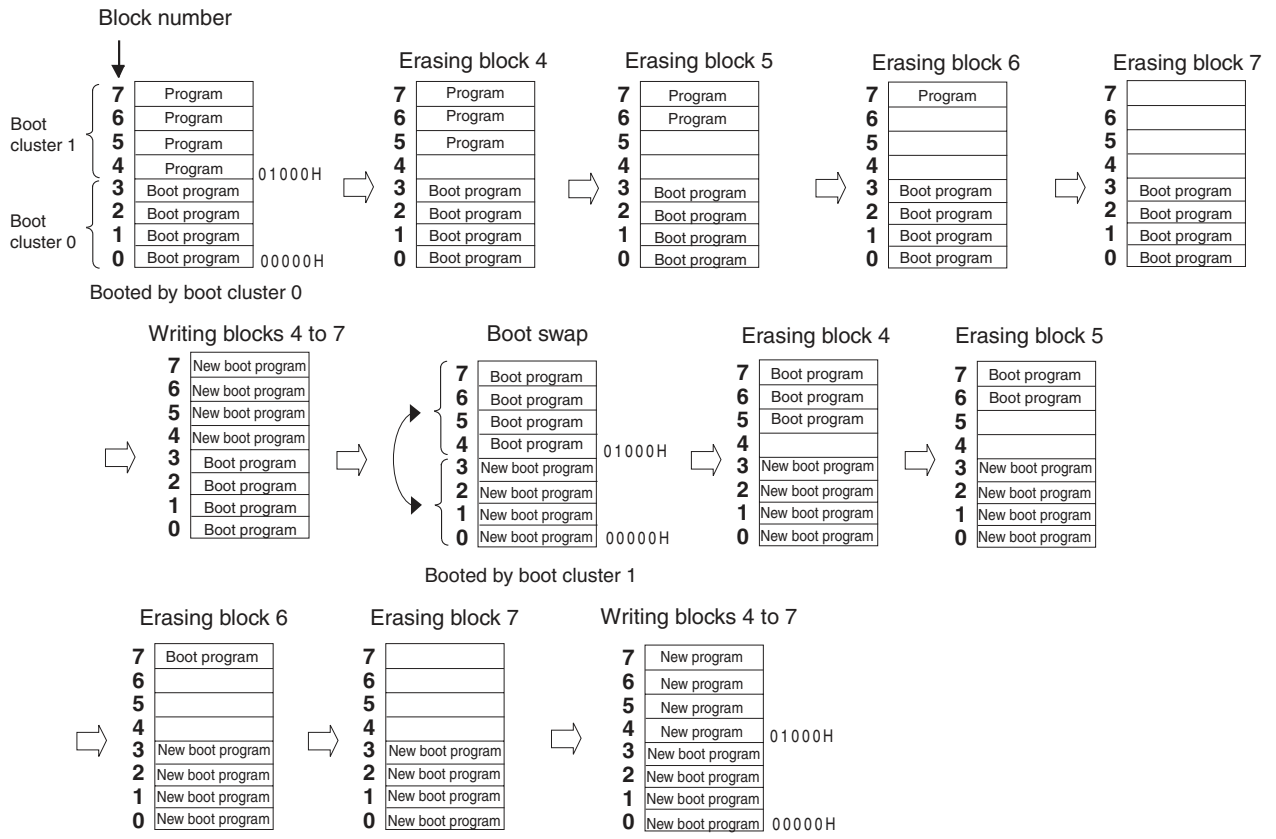 Block number
Erasing block 4
Erasing block 5
Erasing block 6
Erasing block 7
Boot cluster 1
7 Program
6 Program
5 Program
4 Program
01000H
Boot cluster 0
3 Boot program
2 Boot program
1 Boot program
0 Boot program
00000H
Booted by boot cluster 0
7 Program
6 Program
5 Program
4
3 Boot program
2 Boot program
1 Boot program
0 Boot program
7 Program
6 Program
5
4
3 Boot program
2 Boot program
1 Boot program
0 Boot program
7 Program
6
5
4
3 Boot program
2 Boot program
1 Boot program
0 Boot program
7
6
5
4
3 Boot program
2 Boot program
1 Boot program
0 Boot program
Writing blocks 4 to 7
7 New boot program
6 New boot program
5 New boot program
4 New boot program
3 Boot program
2 Boot program
1 Boot program
0 Boot program
Boot swap
7 Boot program
6 Boot program
5 Boot program
4 Boot program
01000H
3 New boot program
2 New boot program
1 New boot program
0 New boot program
00000H
Booted by boot cluster 1
Erasing block 4
7 Boot program
6 Boot program
5 Boot program
4
3 New boot program
2 New boot program
1 New boot program
0 New boot program
Erasing block 5
7 Boot program
6 Boot program
5
4
3 New boot program
2 New boot program
1 New boot program
0 New boot program
Erasing block 6
7 Boot program
6
5
4
3 New boot program
2 New boot program
1 New boot program
0 New boot program
Erasing block 7
7
6
5
4
3 New boot program
2 New boot program
1 New boot program
0 New boot program
Writing blocks 4 to 7
7 New program
6 New program
5 New program
4 New program
01000H
3 New boot program
2 New boot program
1 New boot program
0 New boot program
00000H